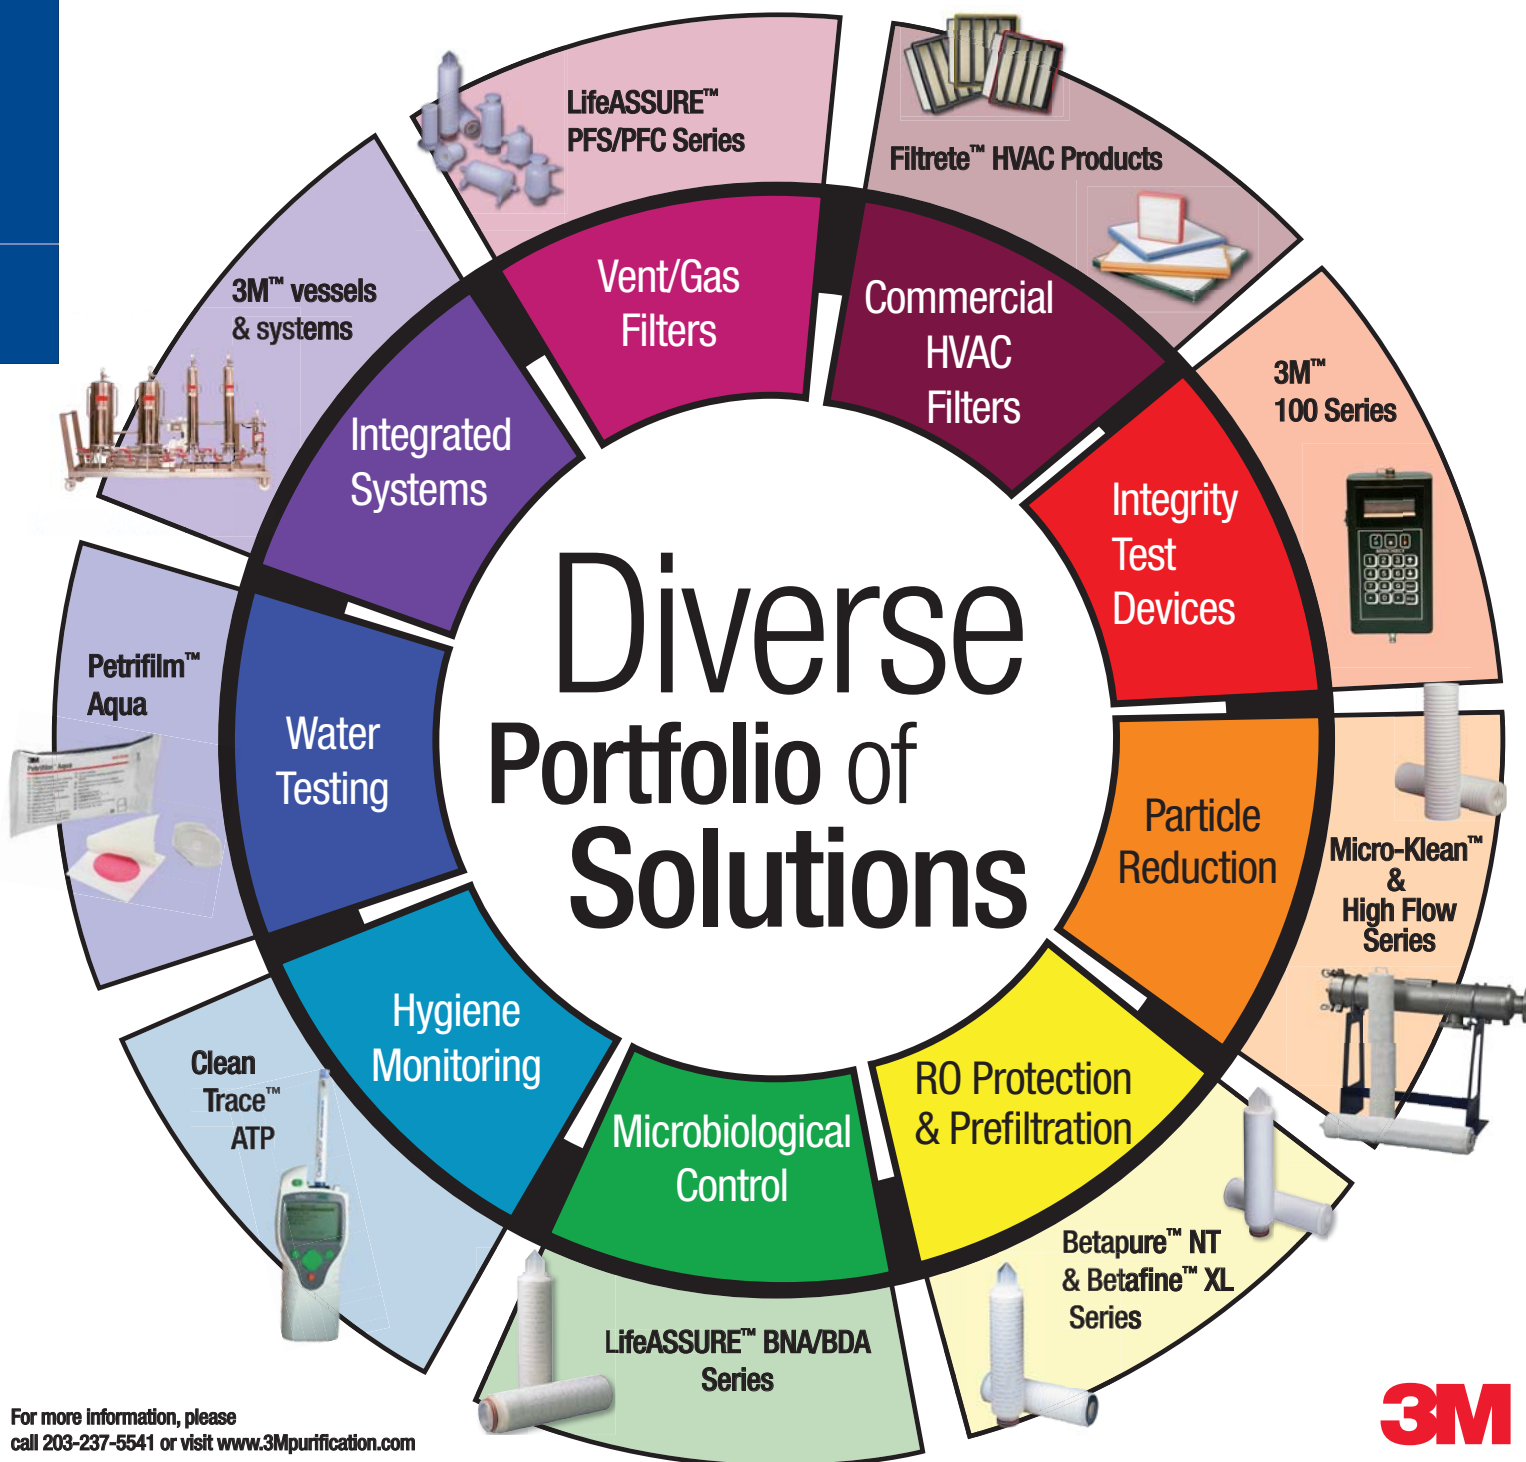 LifeASSURE™
PFS/PFC Series
Filtrete™ HVAC Products
3M™ vessels
& systems
Vent/Gas
Filters
Commercial
HVAC
Filters
3M™
100 Series
Integrated
Systems
Integrity
Test
Devices
Diverse
Portfolio of
Solutions
Petrifilm™
Aqua
Water
Testing
3M
Petrifilm™ Aqua
Particle
Reduction
Micro-Klean™
&
High Flow
Series
Hygiene
Monitoring
Clean
Trace™
ATP
RO Protection
& Prefiltration
Microbiological
Control
Betapure™ NT
& Betafine™ XL
Series
LifeASSURE™ BNA/BDA
Series
For more information, please
call 203-237-5541 or visit www.3Mpurification.com
3M